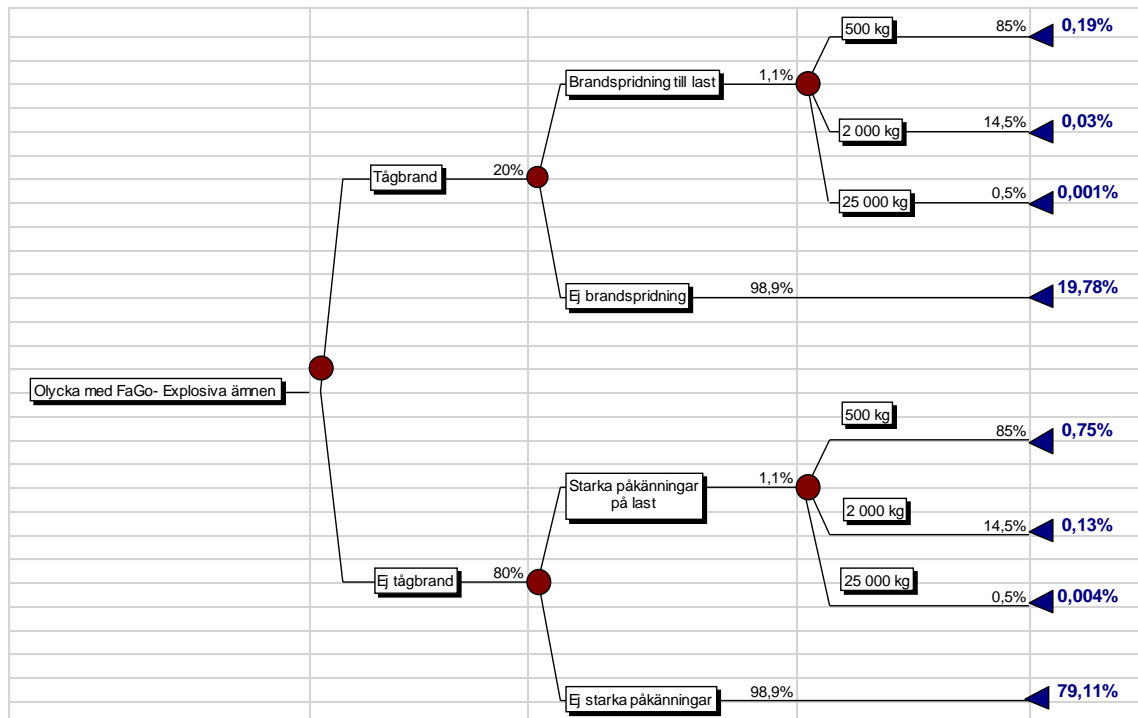 500 kg
85%
0,19%
Brandspridning till last
1,1%
2 000 kg
14,5%
0,03%
Tågbrand
20%
25 000 kg
0,5%
0,001%
Ej brandspridning
98,9%
19,78%
Olycka med FaGo- Explosiva ämnen
500 kg
85%
0,75%
Starka påkänningar
på last
1,1%
2 000 kg
14,5%
0,13%
Ej tågbrand
80%
25 000 kg
0,5%
0,004%
Ej starka påkänningar
98,9%
79,11%